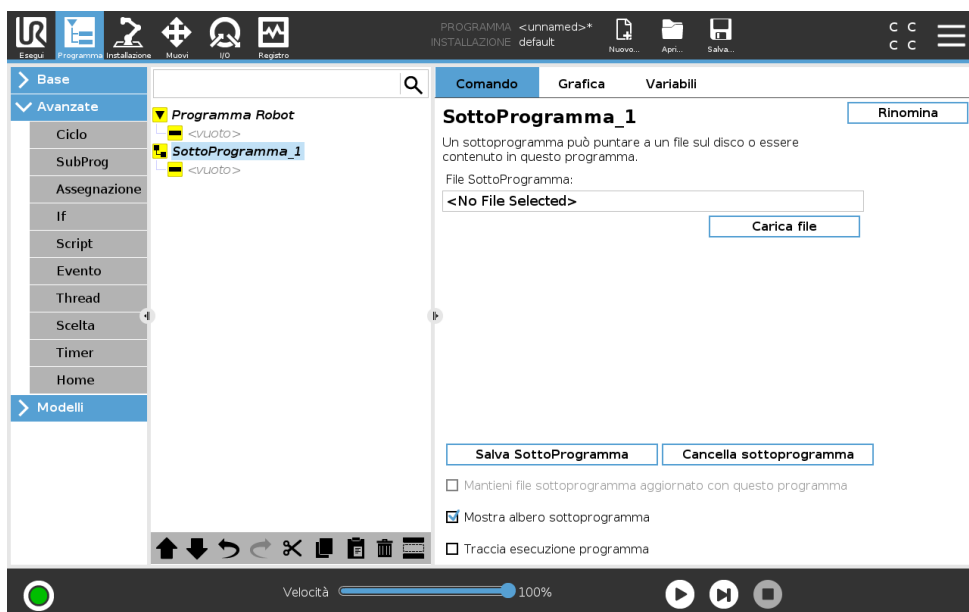 PROGRAMMA <unnamed>*
INSTALLAZIONE default
UR
Esegui
Programma
Installazione
Muovi
I/O
Registro
Nuovo...
Apri...
Salva...
C C
C C
Base
Avanzate
Ciclo
SubProg
Assegnazione
If
Script
Evento
Thread
Scelta
Timer
Home
Modelli
Programma Robot
<vuoto>
SottoProgramma_1
<vuoto>
Comando
Grafica
Variabili
SottoProgramma_1
Rinomina
Un sottoprogramma può puntare a un file sul disco o essere
contenuto in questo programma.
File SottoProgramma:
<No File Selected>
Carica file
Salva SottoProgramma
Cancella sottoprogramma
Mantieni file sottoprogramma aggiornato con questo programma
Mostra albero sottoprogramma
Traccia esecuzione programma
Velocità
100%